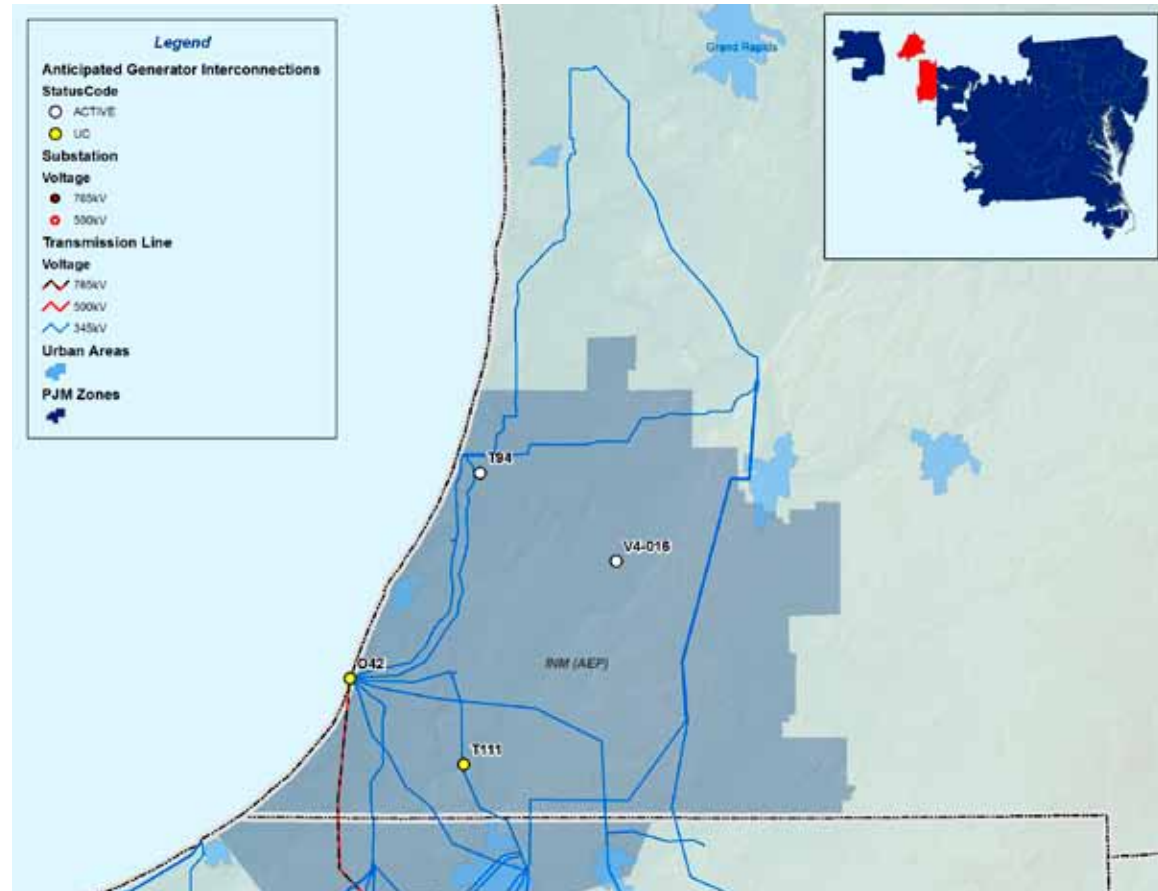 Legend
Anticipated Generator Interconnections
StatusCode
ACTIVE
UC
Substation
Voltage
765kV
500kV
Transmission Line
Voltage
765kV
500kV
345kV
Urban Areas
PJM Zones
Grand Rapids
T94
V4-016
INM (AEP)
O42
T111